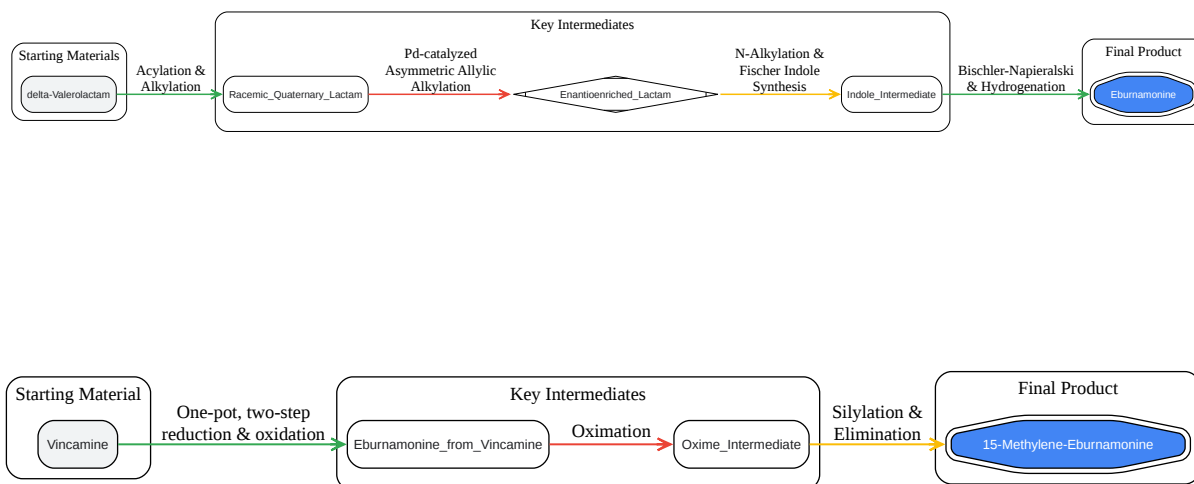 Key Intermediates
Starting Materials
delta-Valerolactam
Acylation &
Alkylation
Racemic_Quaternary_Lactam
Pd-catalyzed
Asymmetric Allylic
Alkylation
Enantioenriched_Lactam
N-Alkylation &
Fischer Indole
Synthesis
Indole_Intermediate
Bischler-Napieralski
& Hydrogenation
Final Product
Eburnamonine
Starting Material
Vincamine
One-pot, two-step
reduction & oxidation
Key Intermediates
Eburnamonine_from_Vincamine
Oximation
Oxime_Intermediate
Silylation &
Elimination
Final Product
15-Methylene-Eburnamonine